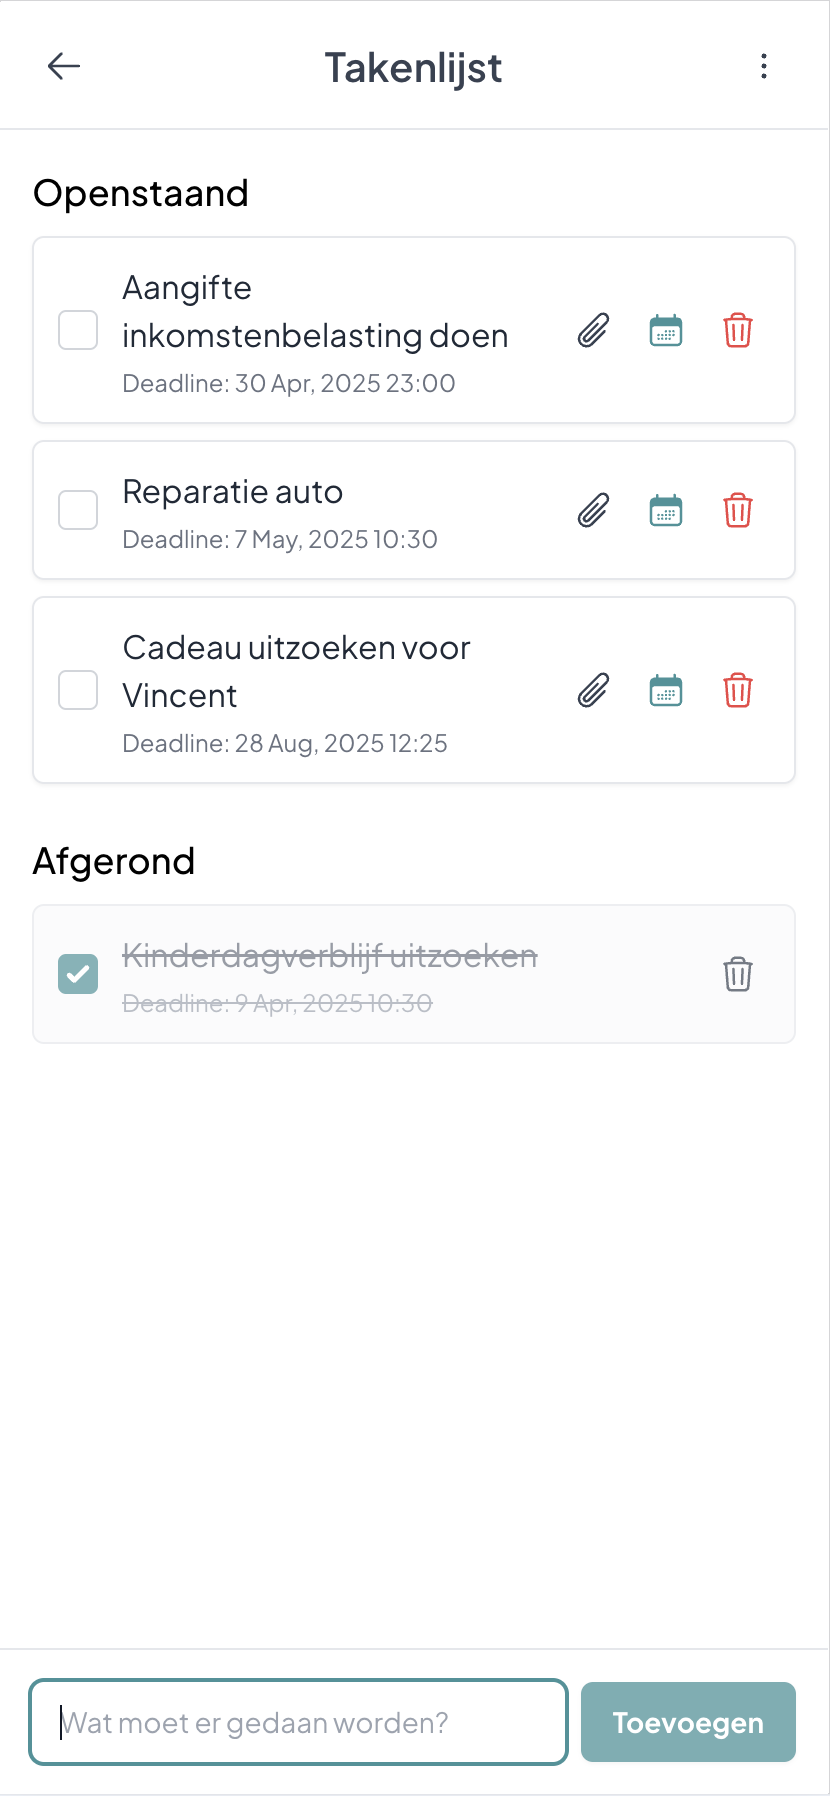 Takenlijst
Openstaand
Aangifte
inkomstenbelasting doen
Deadline: 30 Apr, 2025 23:00
Reparatie auto
Deadline: 7 May, 2025 10:30
Cadeau uitzoeken voor
Vincent
Deadline: 28 Aug, 2025 12:25
Afgerond
Kinderdagverblijf uitzoeken
Deadline: 9 Apr, 2025 10:30
Wat moet er gedaan worden?
Toevoegen